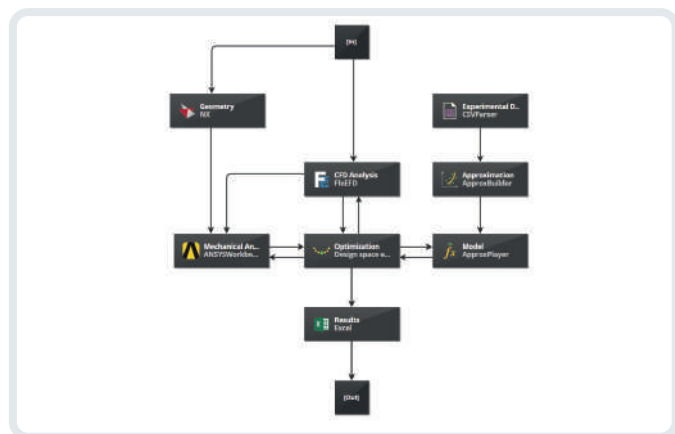 [In]
Geometry
NX
Experimental D..
CSVParser
CFD Analysis
FloEFD
Approximation
ApproxBuilder
Mechanical An...
ANSYSWorkbe...
Optimization
Design space e...
Model
ApproxPlayer
Results
Excel
[Out]